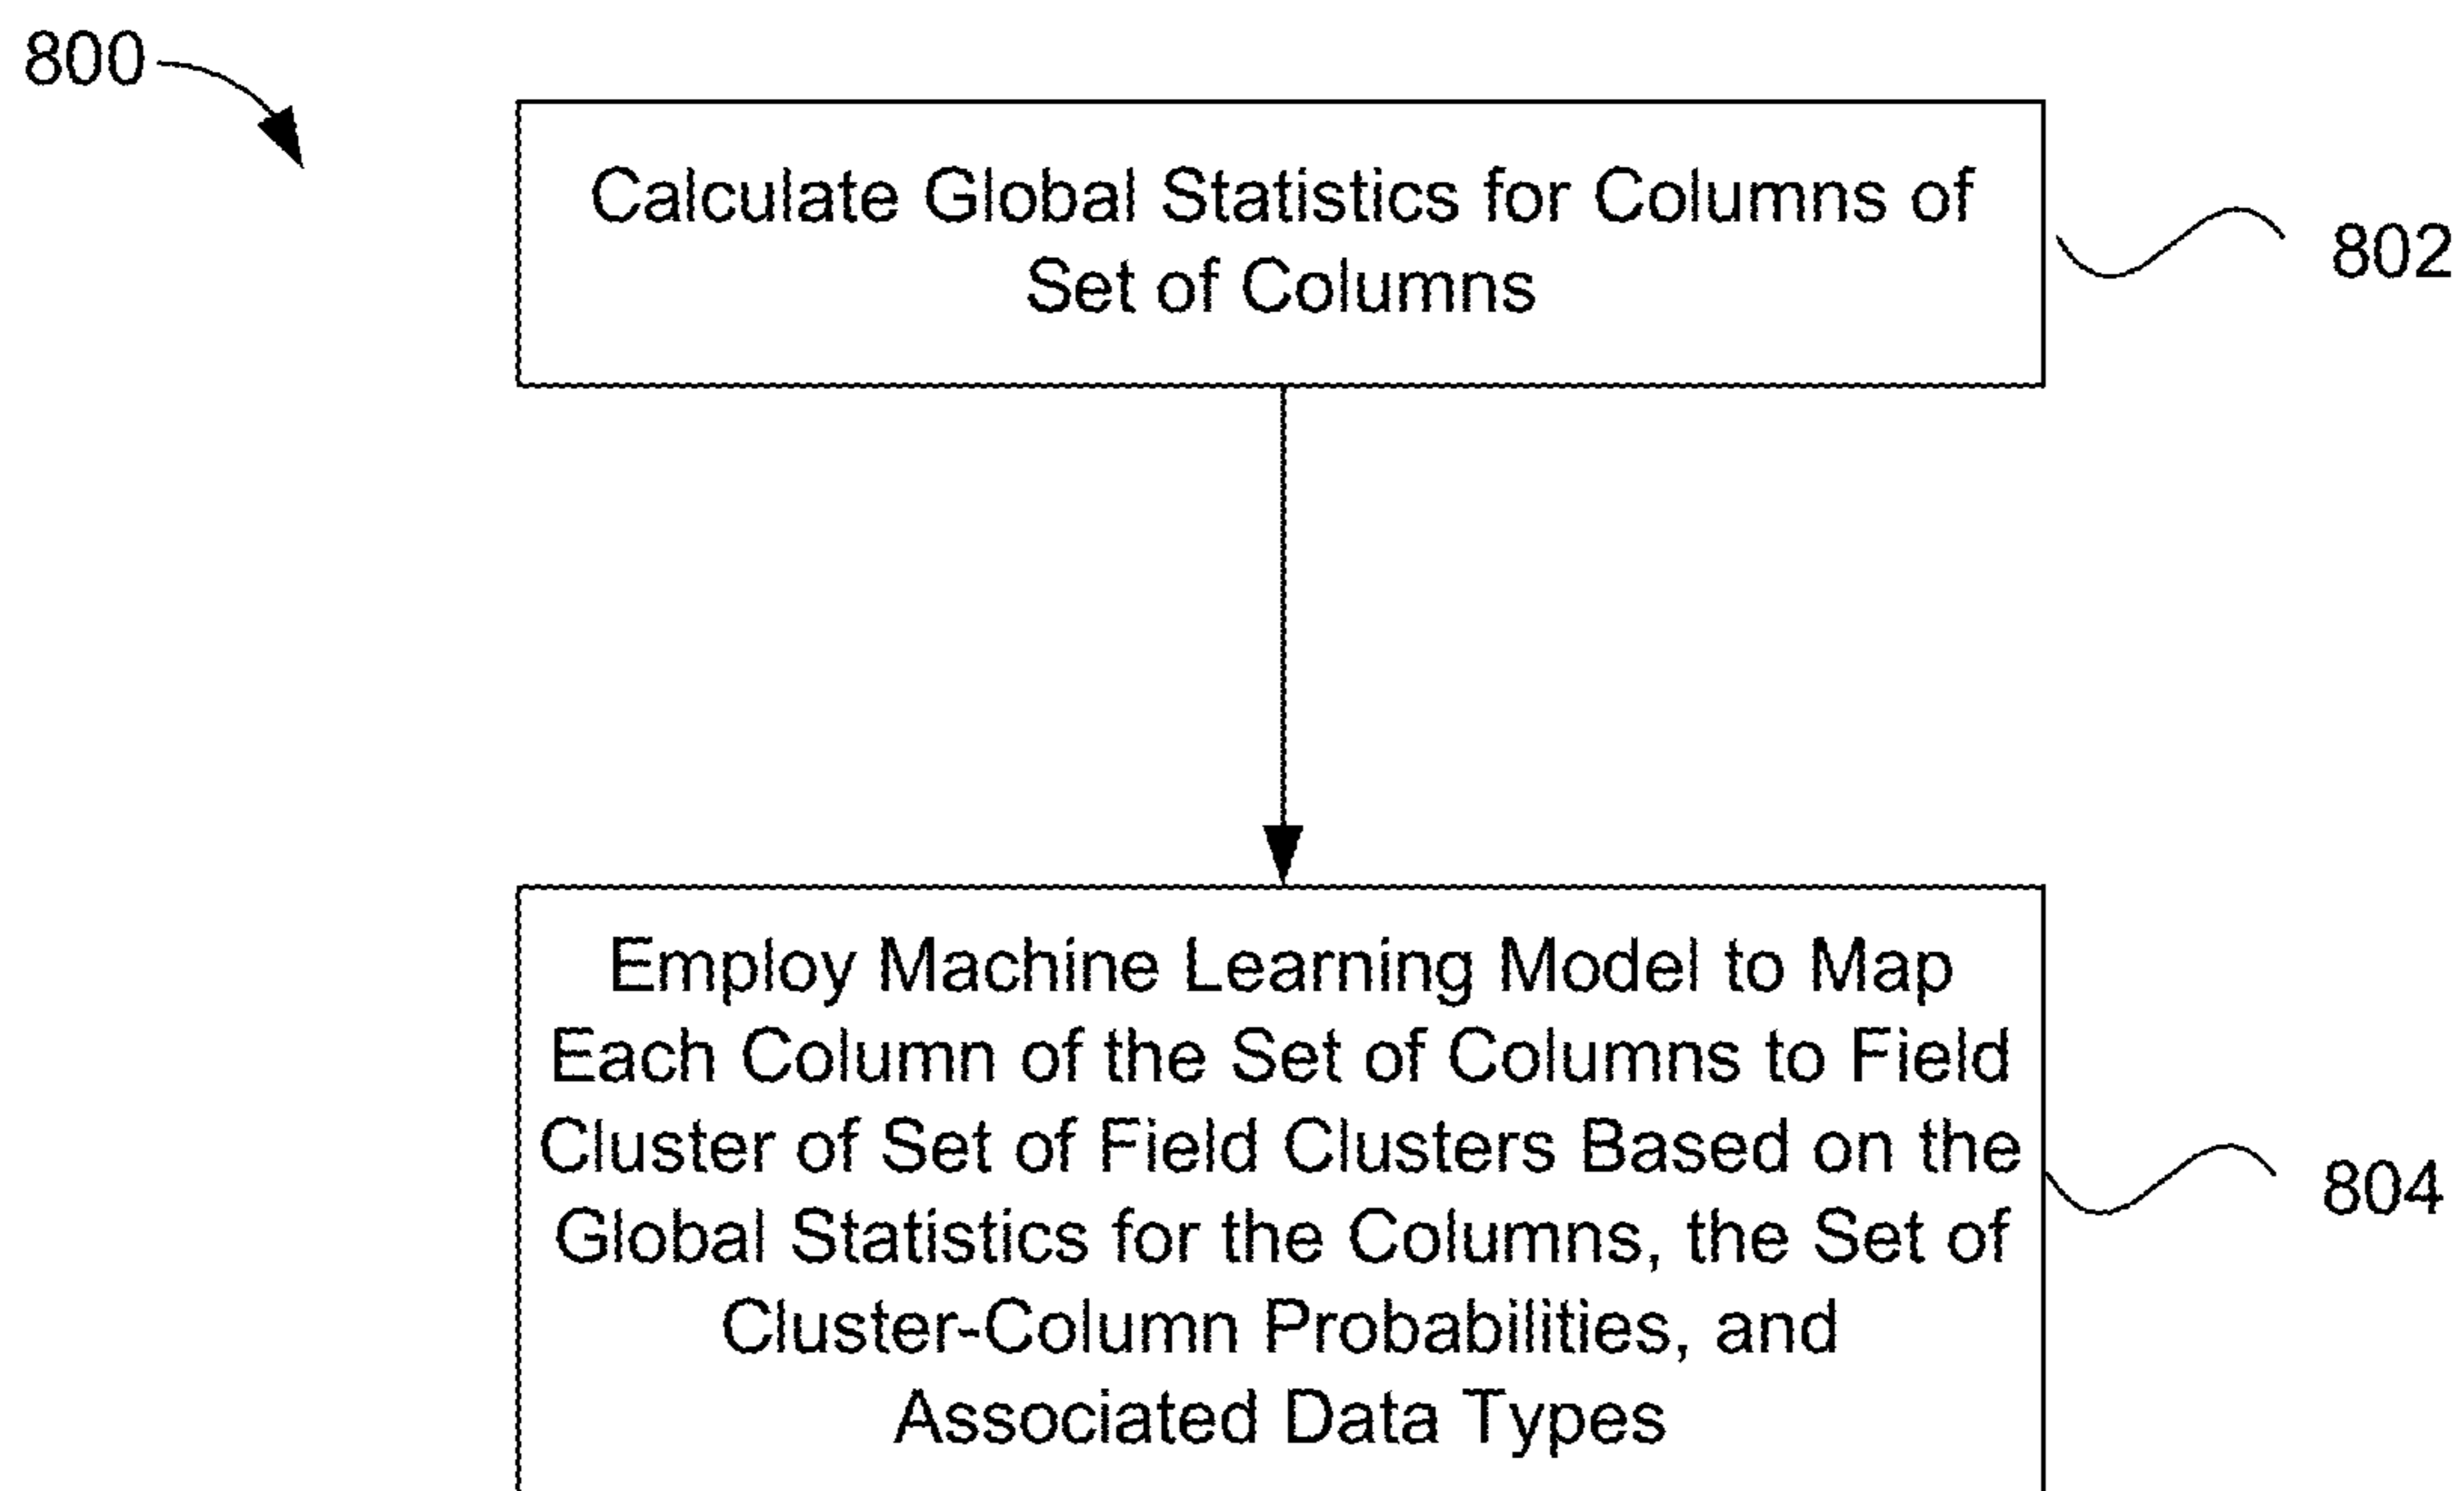 800
Calculate Global Statistics for Columns of
Set of Columns
802
Employ Machine Learning Model to Map
Each Column of the Set of Columns to Field
Cluster of Set of Field Clusters Based on the
Global Statistics for the Columns, the Set of
Cluster-Column Probabilities, and
Associated Data Types
804